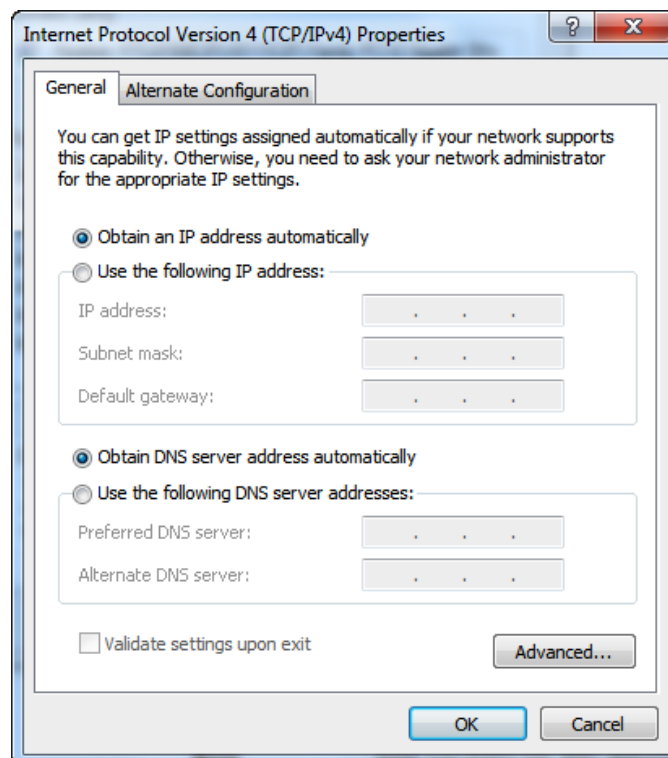 Internet Protocol Version 4 (TCP/IPv4) Properties
?
General
Alternate Configuration
You can get IP settings assigned automatically if your network supports
this capability. Otherwise, you need to ask your network administrator
for the appropriate IP settings.
Obtain an IP address automatically
Use the following IP address:
IP address:
. . .
Subnet mask:
. . .
Default gateway:
. . .
Obtain DNS server address automatically
Use the following DNS server addresses:
Preferred DNS server:
. . .
Alternate DNS server:
. . .
Validate settings upon exit
Advanced...
OK
Cancel